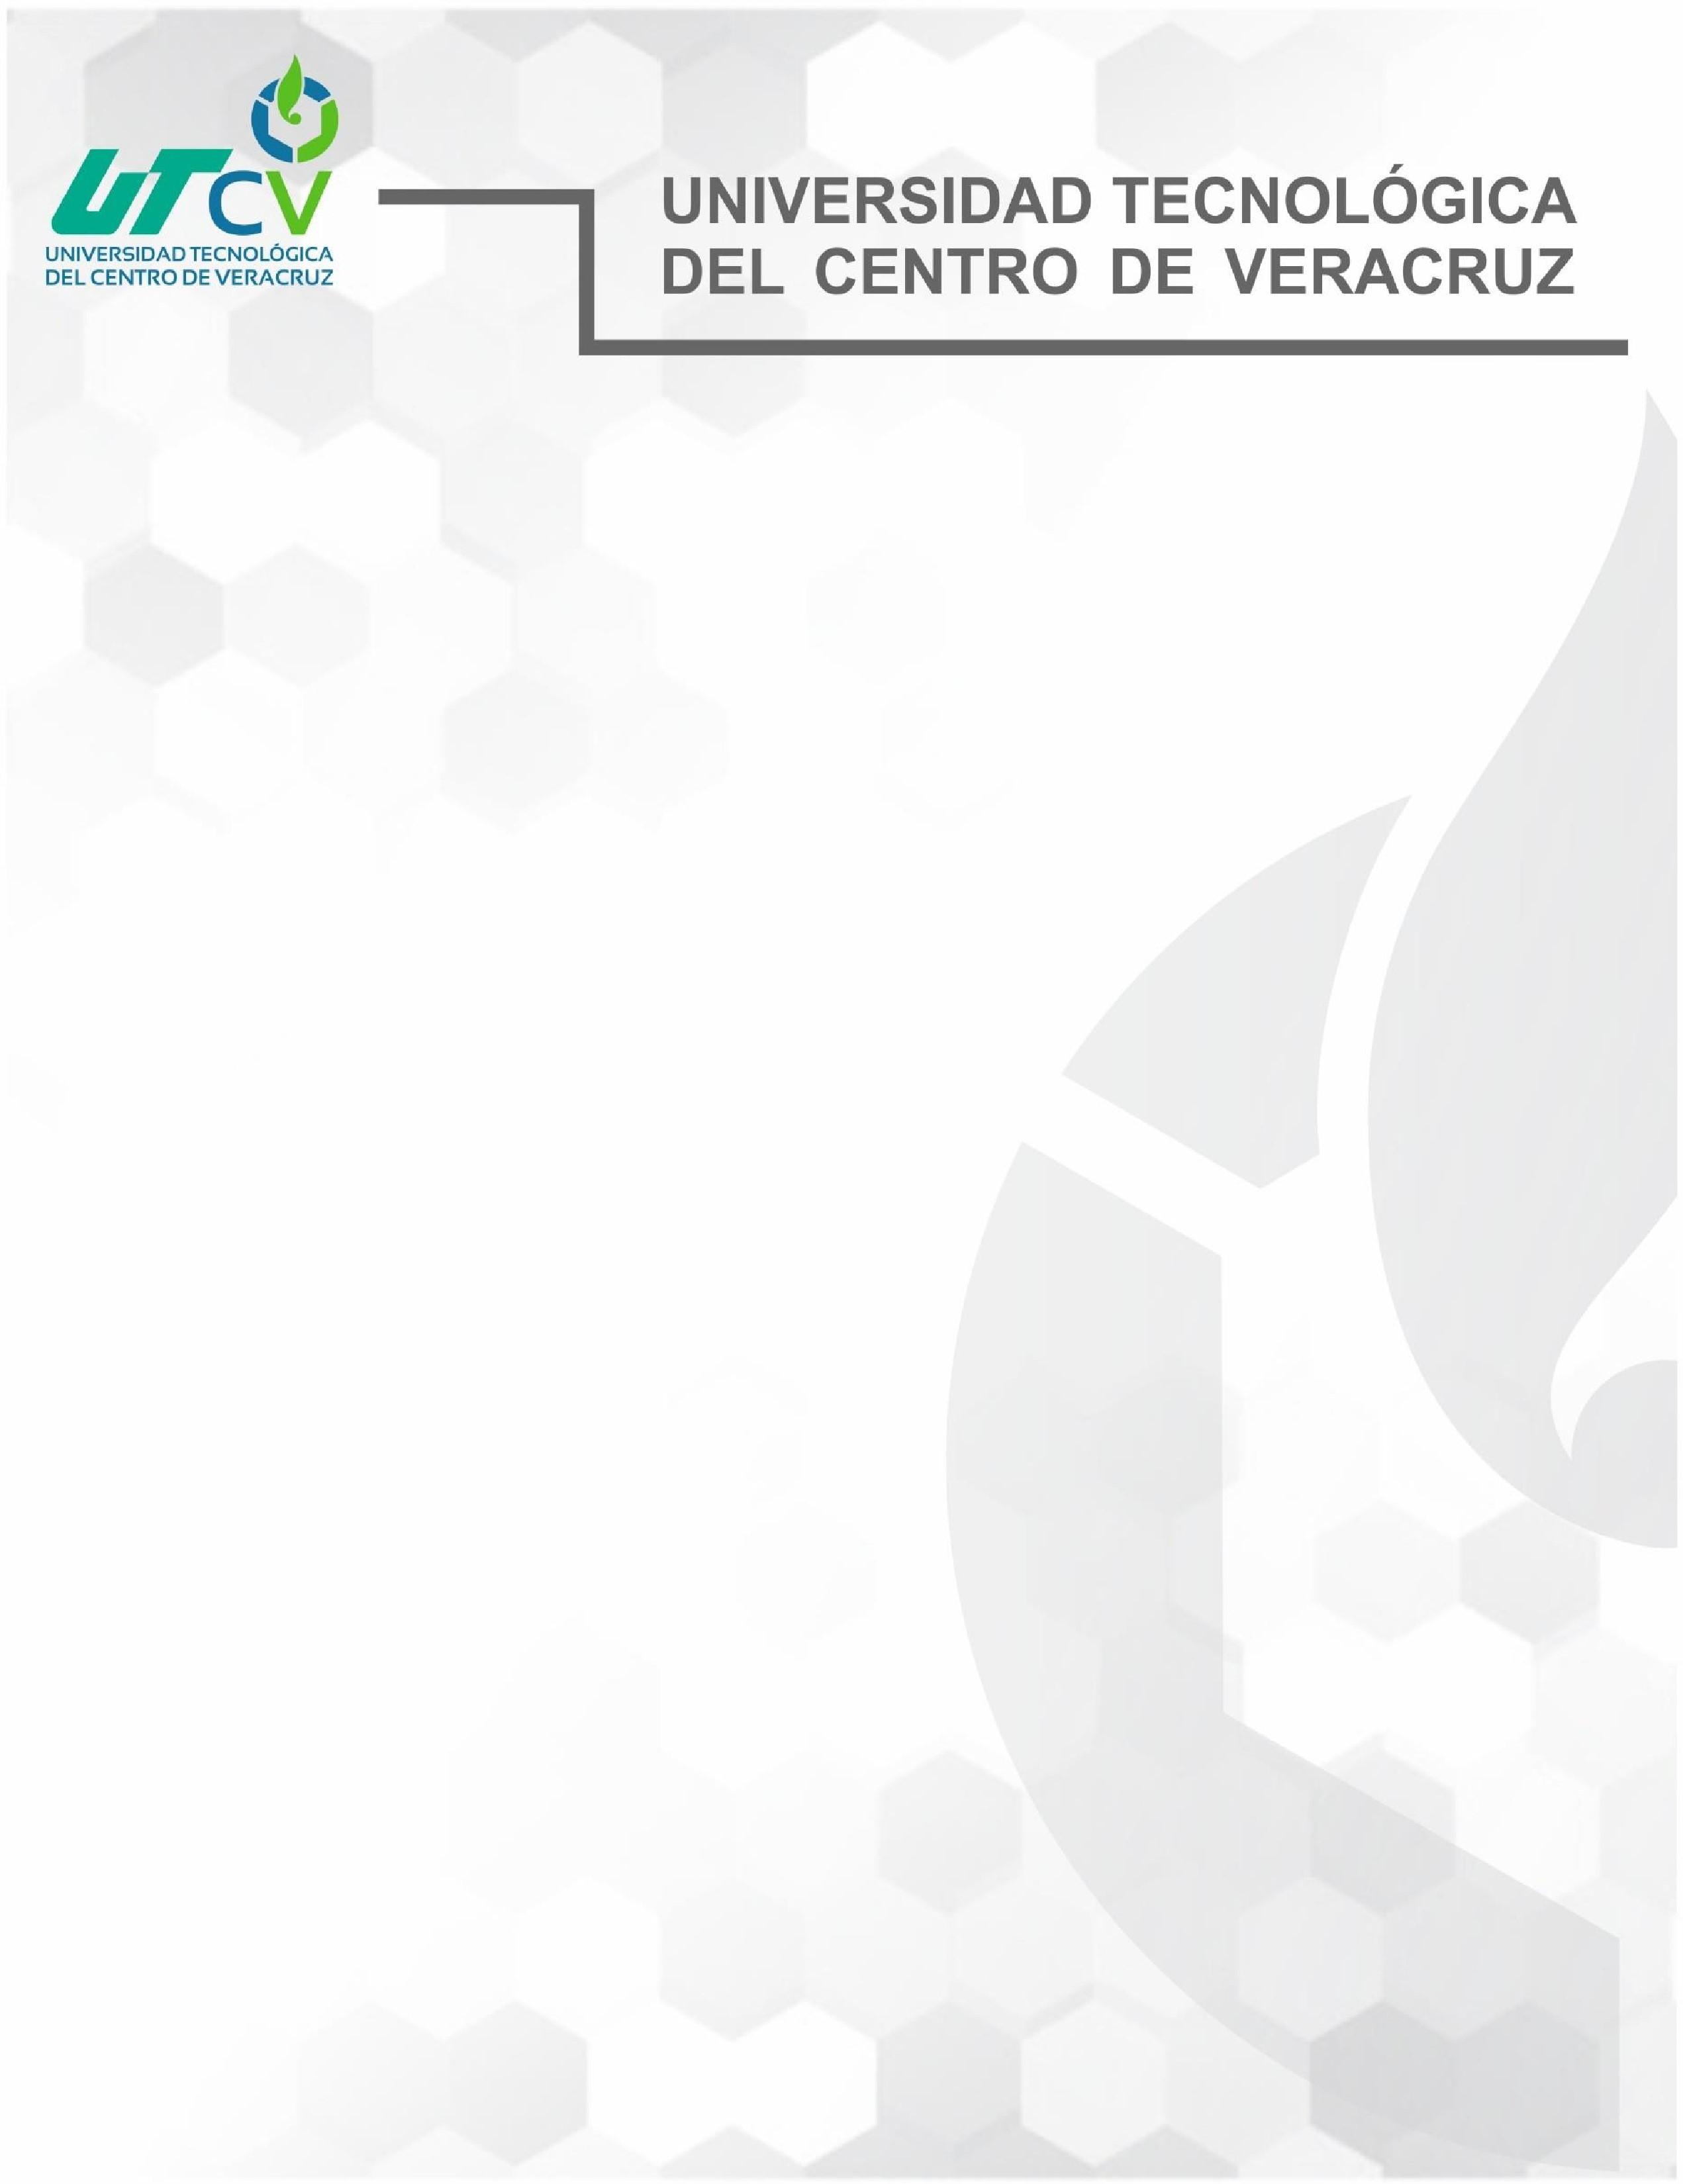 UTCV
UNIVERSIDAD TECNOLÓGICA
DEL CENTRO DE VERACRUZ
UNIVERSIDAD TECNOLÓGICA
DEL CENTRO DE VERACRUZ